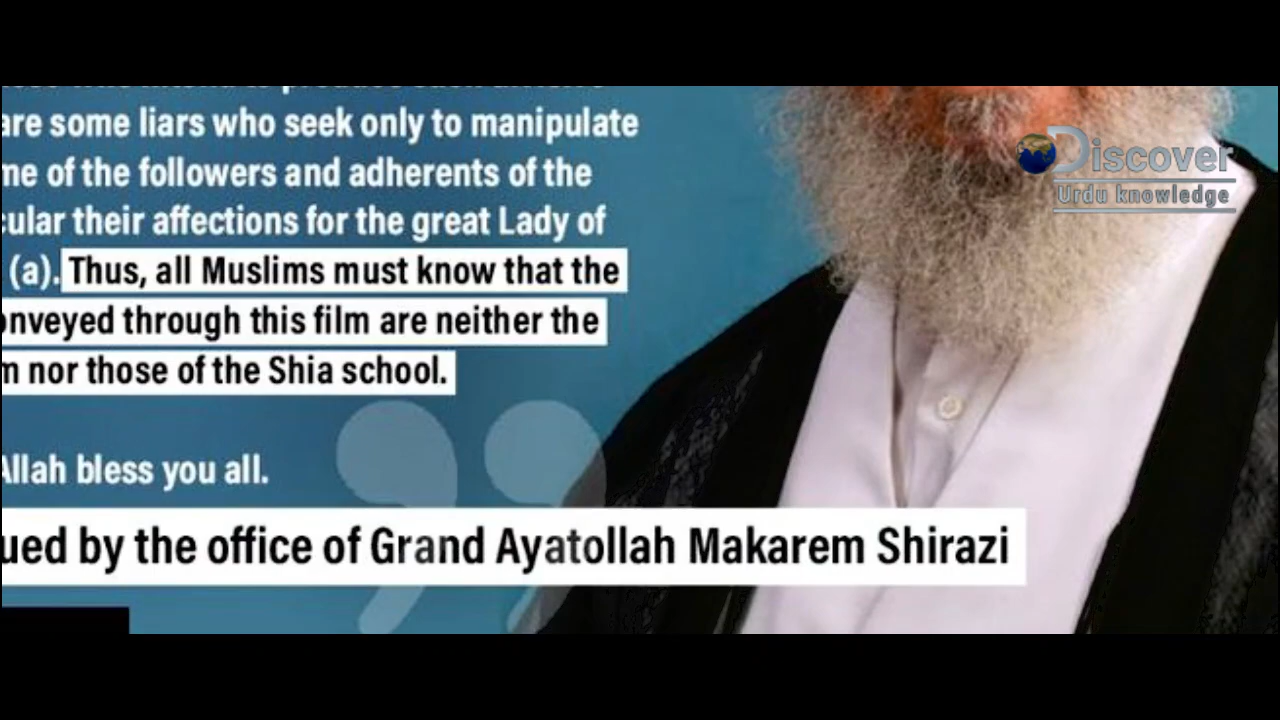 are some liars who seek only to manipulate
me of the followers and adherents of the
cular their affections for the great Lady of
(a). Thus, all Muslims must know that the
onveyed through this film are neither the
m nor those of the Shia school.
Allah bless you all.
ued by the office of Grand Ayatollah Makarem Shirazi
Discover
Urdu knowledge